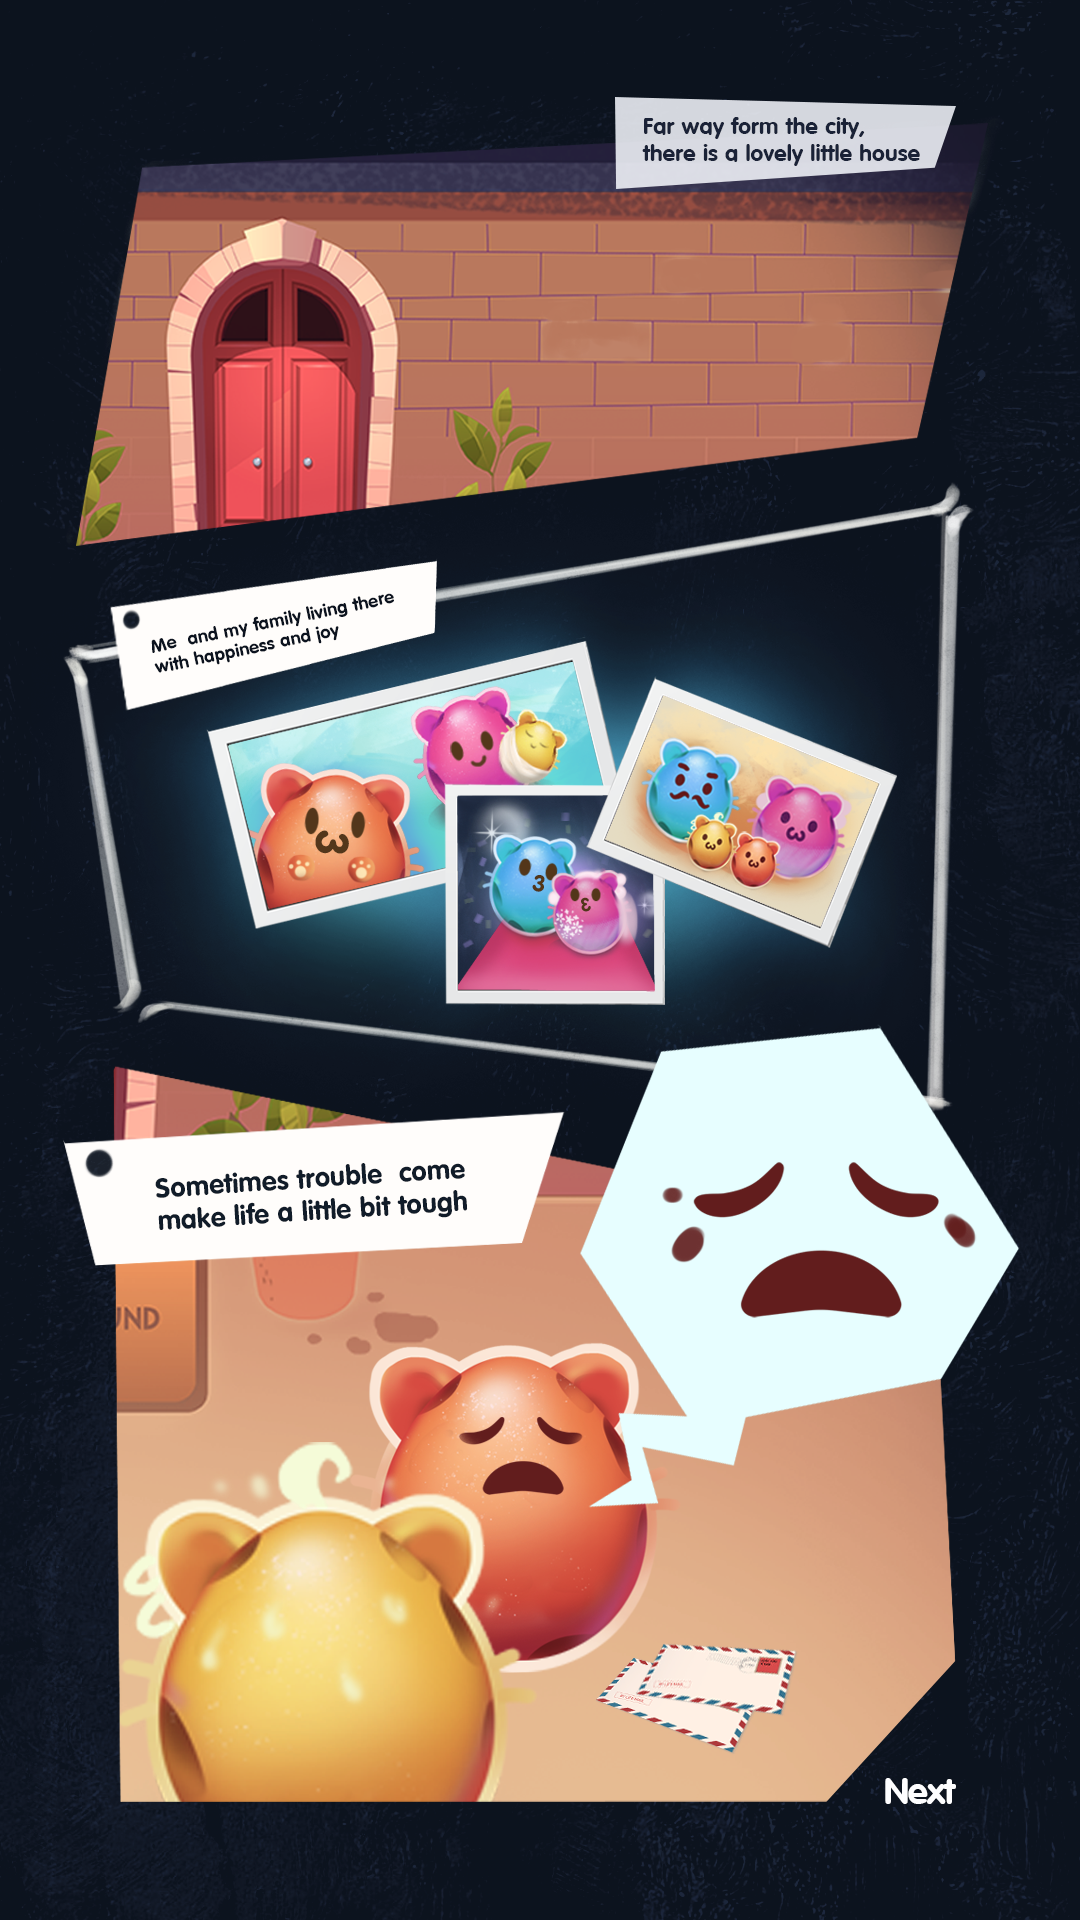 Far way form the city,
there is a lovely little house
Me and my family living there
with happiness and joy
Sometimes trouble come
make life a little bit tough
UND
Next